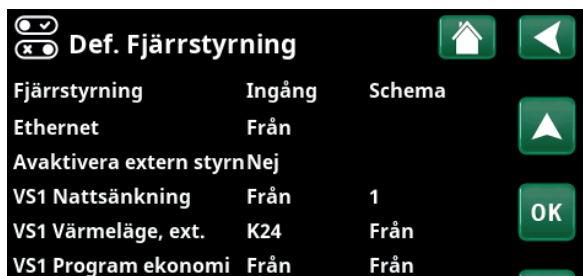 Def. Fjärrstyrning
Fjärrstyrning Ingång Schema
Ethernet Från
Avaktivera extern styrn Nej
VS1 Nattsänkning Från 1
OK
VS1 Värmeläge, ext. K24 Från
VS1 Program ekonomi Från Från